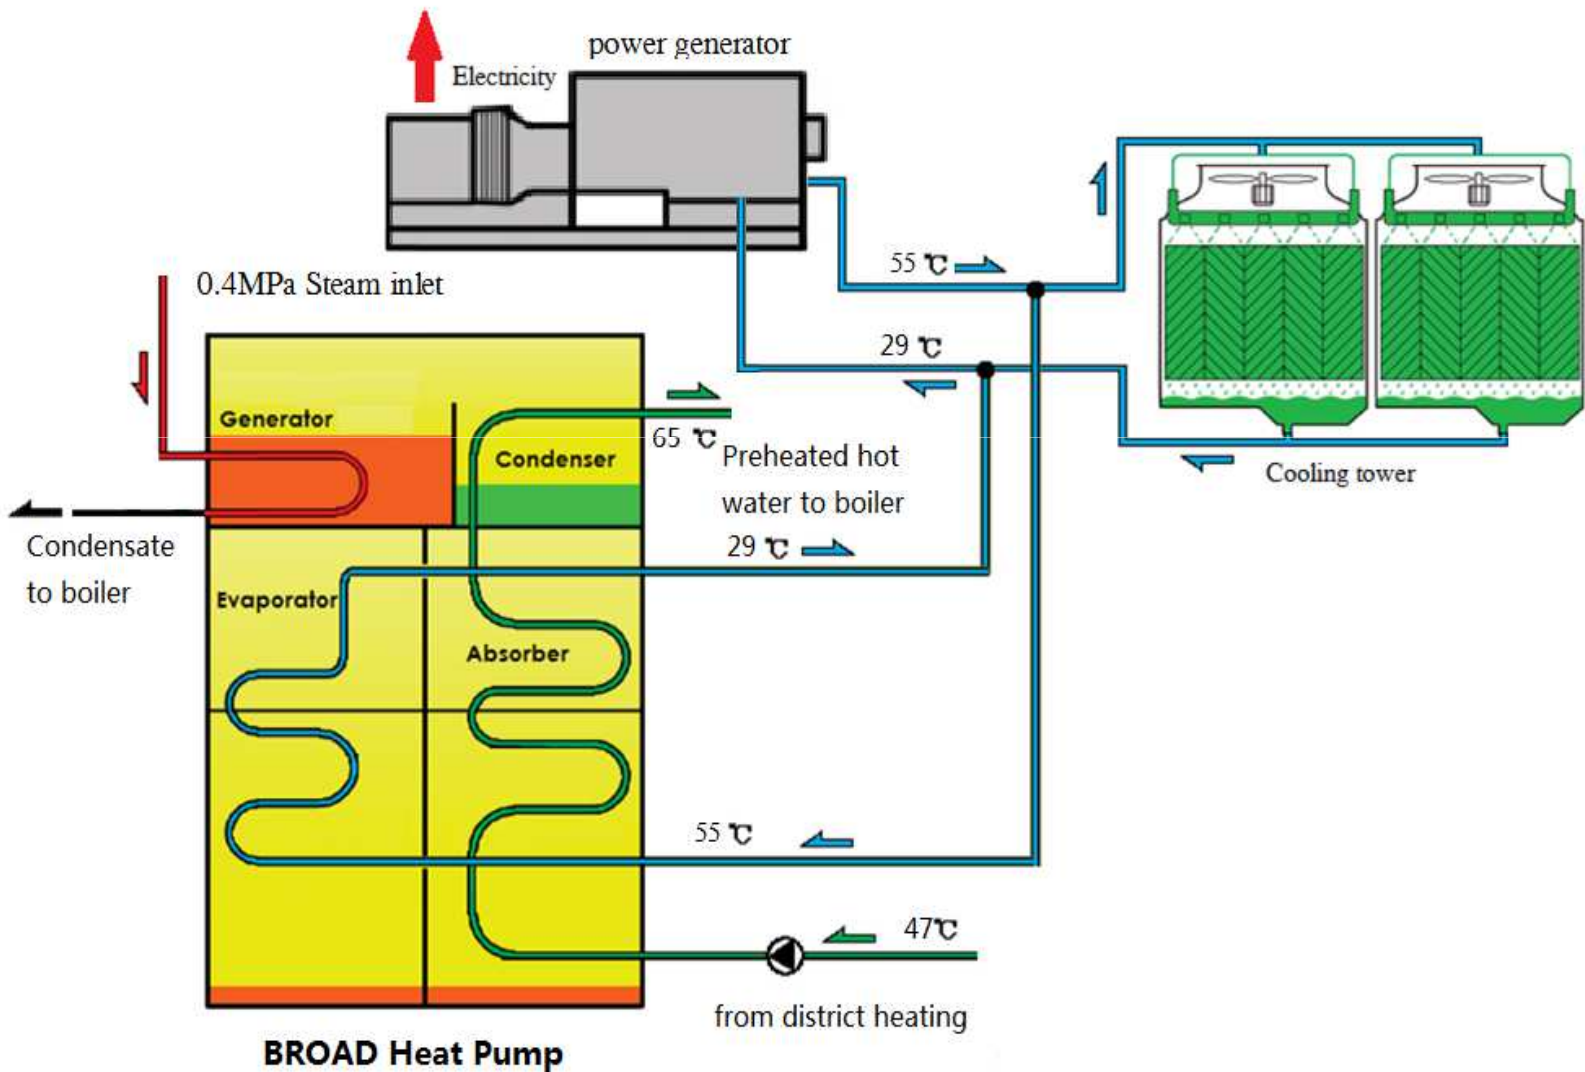 power generator
Electricity
55 ℃
0.4MPa Steam inlet
29 ℃
Generator
65 ℃
Condenser
Preheated hot
water to boiler
Cooling tower
Condensate
to boiler
29 ℃
Evaporator
Absorber
55 ℃
47℃
from district heating
BROAD Heat Pump